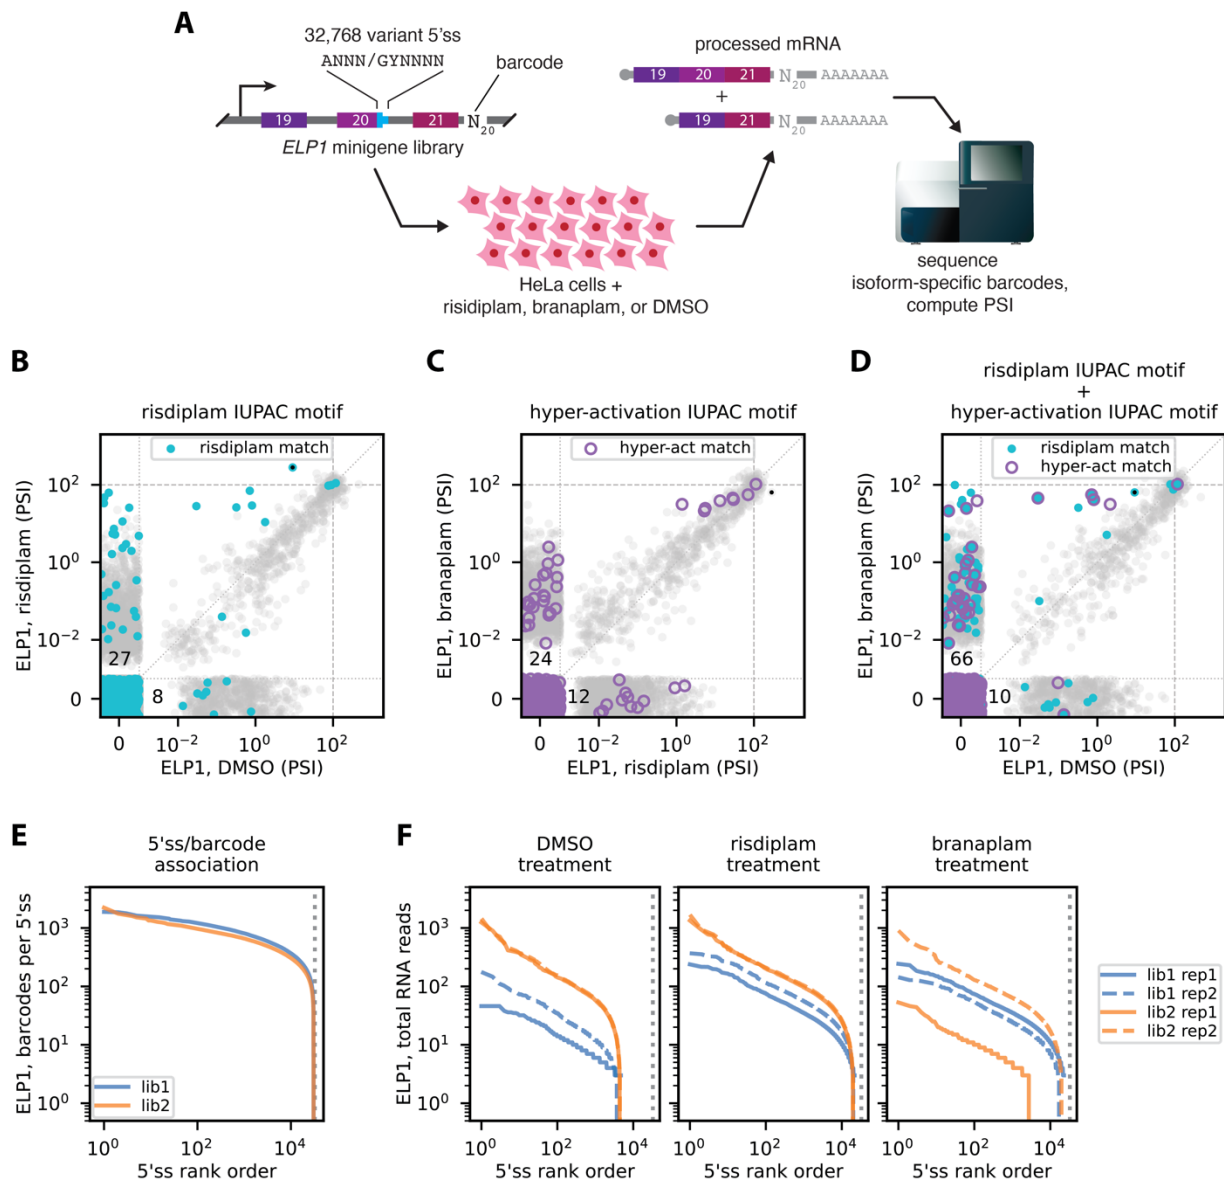 A
32,768 variant 5'ss
ANNN/GYNNNN
barcode
19
20
21
N20
ELP1 minigene library
processed mRNA
19
20
21
N20
AAAAAAA
+
19
21
N20
AAAAAAA
HeLa cells +
risidiplam, branaplam, or DMSO
sequence
isoform-specific barcodes,
compute PSI
B
risdiplam IUPAC motif
risdiplam match
ELP1, risdiplam (PSI)
10^2
10^0
10^-2
0
27
8
0
10^-2
10^0
10^2
ELP1, DMSO (PSI)
C
hyper-activation IUPAC motif
hyper-act match
ELP1, branaplam (PSI)
10^2
10^0
10^-2
0
24
12
0
10^-2
10^0
10^2
ELP1, risdiplam (PSI)
D
risdiplam IUPAC motif
+
hyper-activation IUPAC motif
risdiplam match
hyper-act match
ELP1, branaplam (PSI)
10^2
10^0
10^-2
0
66
10
0
10^-2
10^0
10^2
ELP1, DMSO (PSI)
E
5'ss/barcode
association
ELP1, barcodes per 5'ss
10^3
10^2
10^1
10^0
lib1
lib2
10^0
10^2
10^4
5'ss rank order
F
DMSO
treatment
ELP1, total RNA reads
10^3
10^2
10^1
10^0
10^0
10^2
10^4
5'ss rank order
risdiplam
treatment
10^0
10^2
10^4
5'ss rank order
branaplam
treatment
10^0
10^2
10^4
5'ss rank order
lib1 rep1
lib1 rep2
lib2 rep1
lib2 rep2